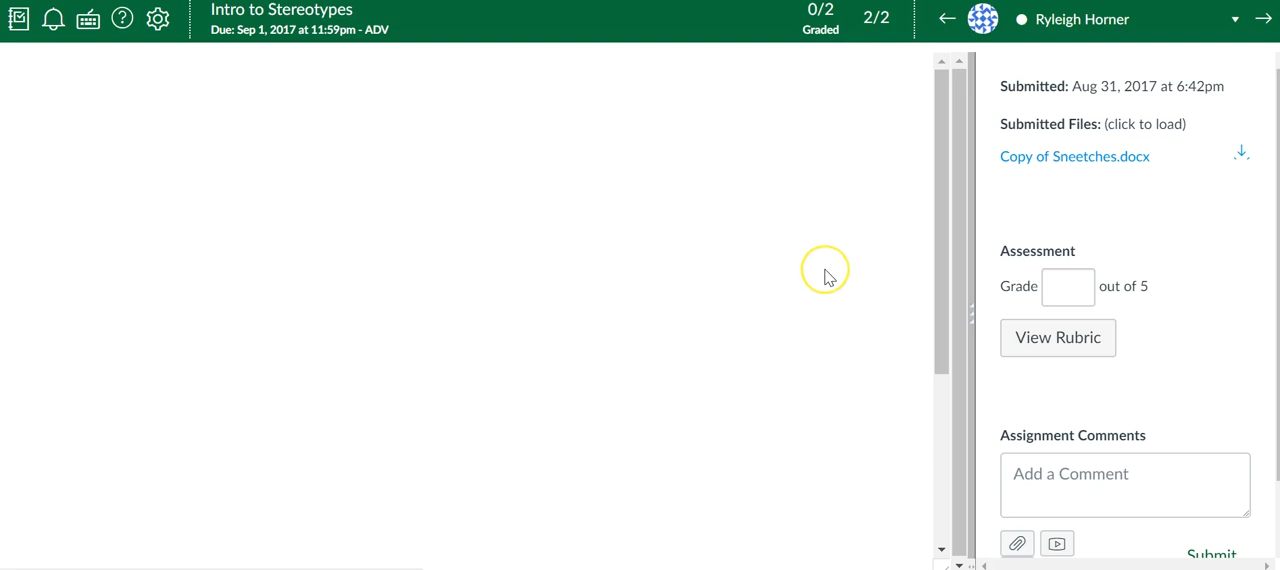 Intro to Stereotypes
Due: Sep 1, 2017 at 11:59pm - ADV
0/2
Graded
2/2
Ryleigh Horner
Submitted: Aug 31, 2017 at 6:42pm
Submitted Files: (click to load)
Copy of Sneetches.docx
Assessment
Grade out of 5
View Rubric
Assignment Comments
Add a Comment
Submit